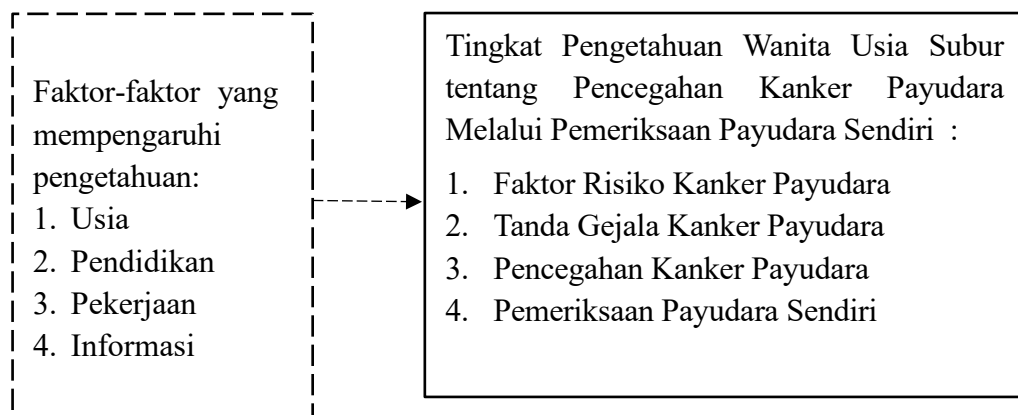 Faktor-faktor yang
mempengaruhi
pengetahuan:
1. Usia
2. Pendidikan
3. Pekerjaan
4. Informasi
Tingkat Pengetahuan Wanita Usia Subur
tentang Pencegahan Kanker Payudara
Melalui Pemeriksaan Payudara Sendiri :
1. Faktor Risiko Kanker Payudara
2. Tanda Gejala Kanker Payudara
3. Pencegahan Kanker Payudara
4. Pemeriksaan Payudara Sendiri